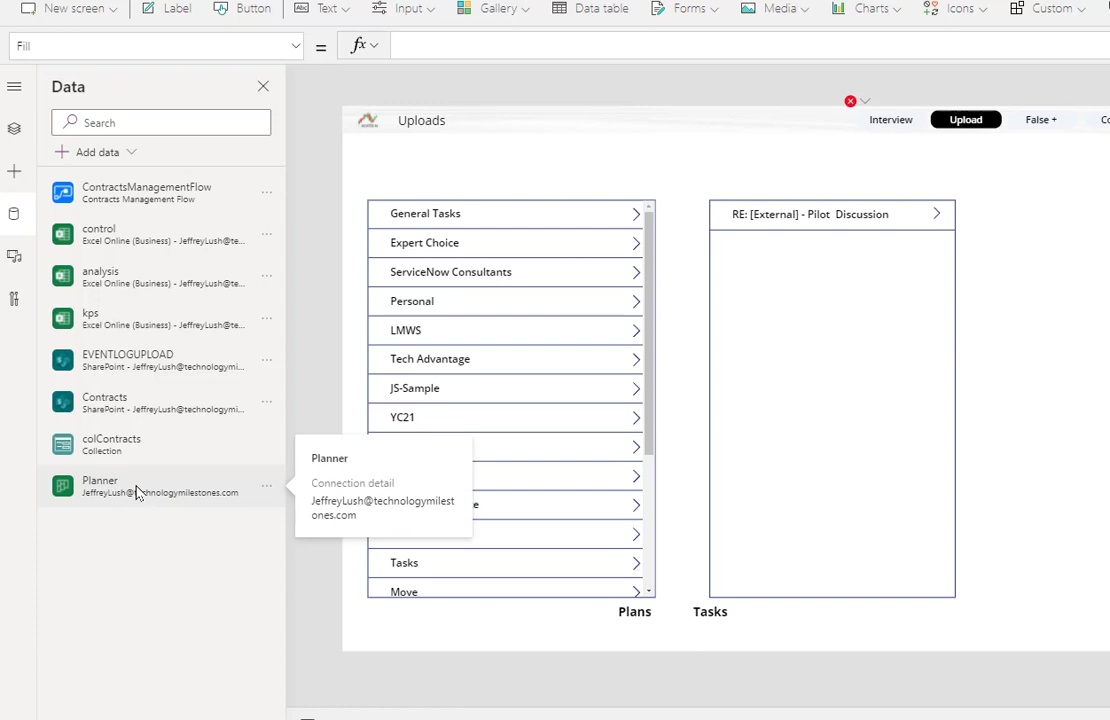 New screen
Label
Button
Text
Input
Gallery
Data table
Forms
Media
Charts
Icons
Custom
Fill
=
fx
Data
Search
Add data
ContractsManagementFlow
Contracts Management Flow
control
Excel Online (Business) - JeffreyLush@te...
analysis
Excel Online (Business) - JeffreyLush@te...
kps
Excel Online (Business) - JeffreyLush@te...
EVENTLOGUPLOAD
SharePoint - JeffreyLush@technologymi...
Contracts
SharePoint - JeffreyLush@technologymi...
colContracts
Collection
Planner
JeffreyLush@technologymilestones.com
Planner
Connection detail
JeffreyLush@technologymilest
ones.com
Uploads
Interview
Upload
False +
Co
General Tasks
Expert Choice
ServiceNow Consultants
Personal
LMWS
Tech Advantage
JS-Sample
YC21
e
Tasks
Move
RE: [External] - Pilot Discussion
Plans
Tasks